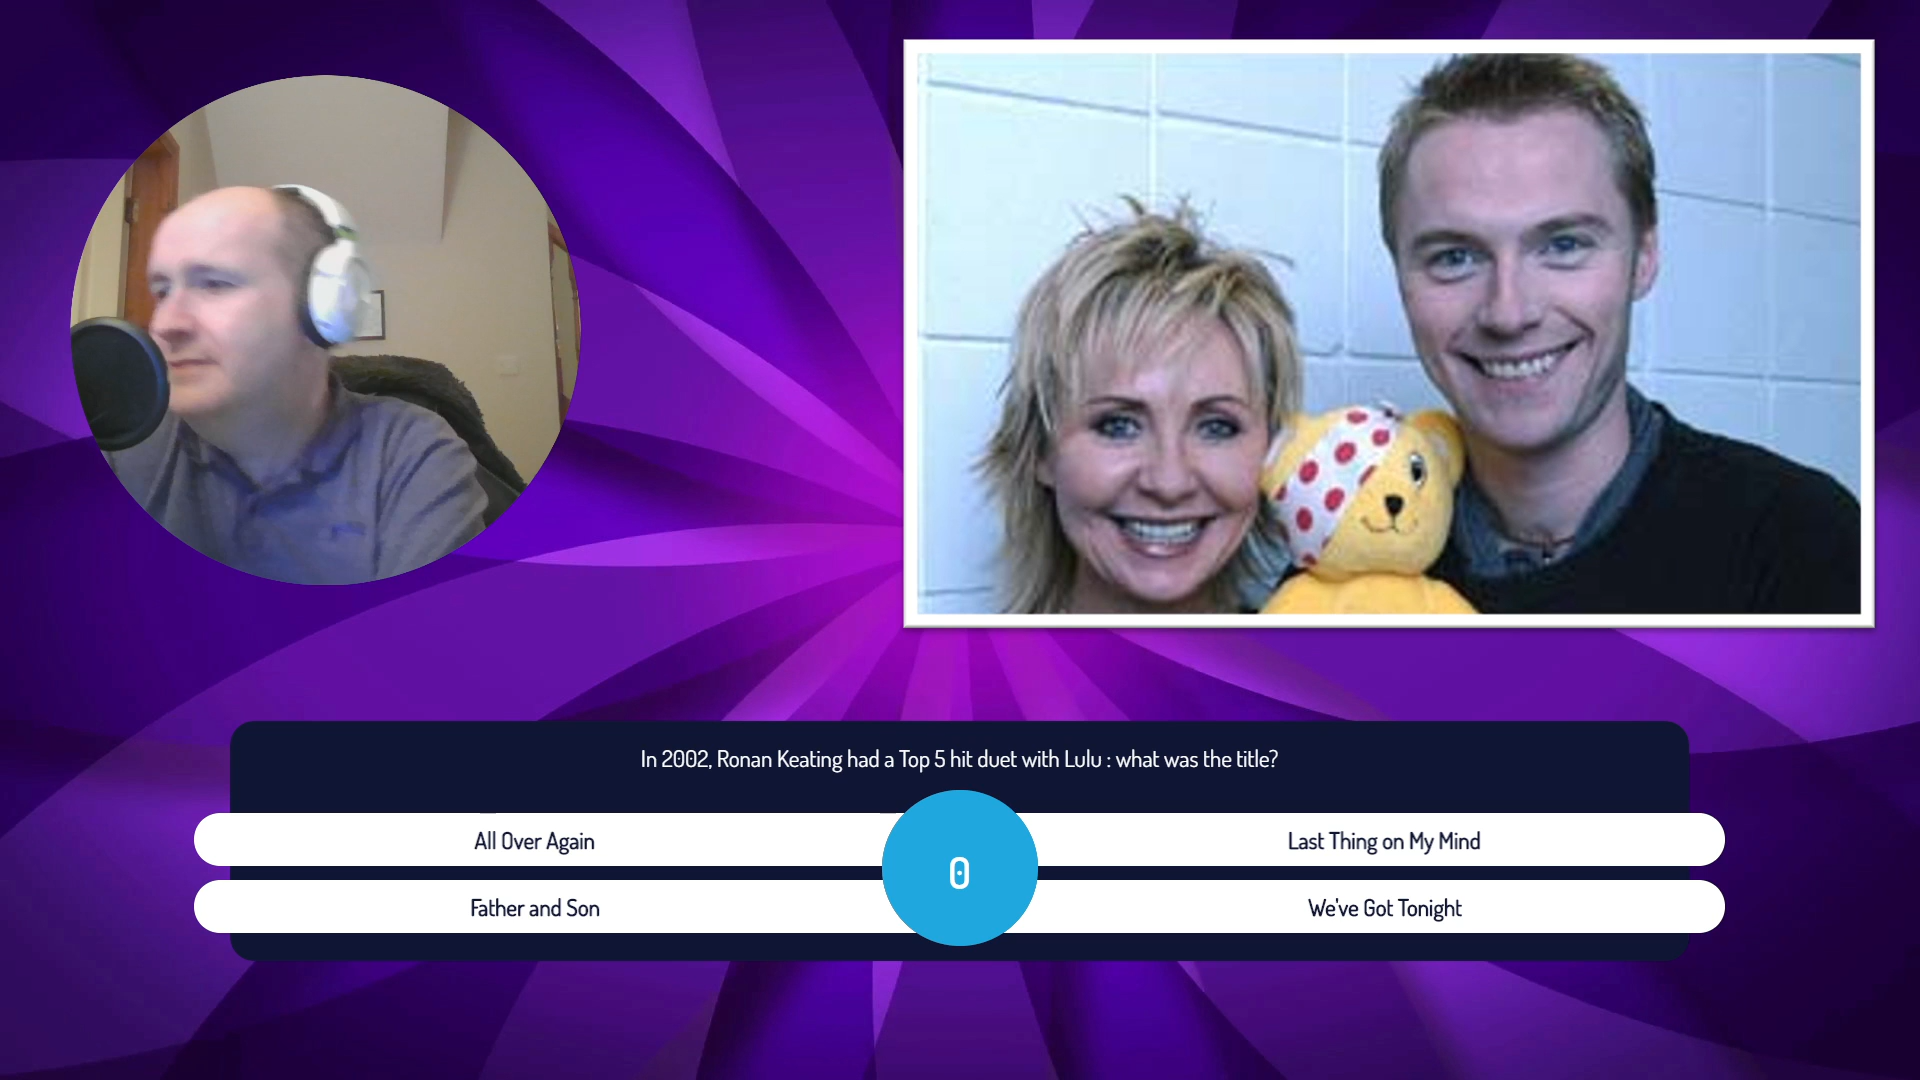 In 2002, Ronan Keating had a Top 5 hit duet with Lulu : what was the title?
All Over Again
Last Thing on My Mind
0
Father and Son
We've Got Tonight